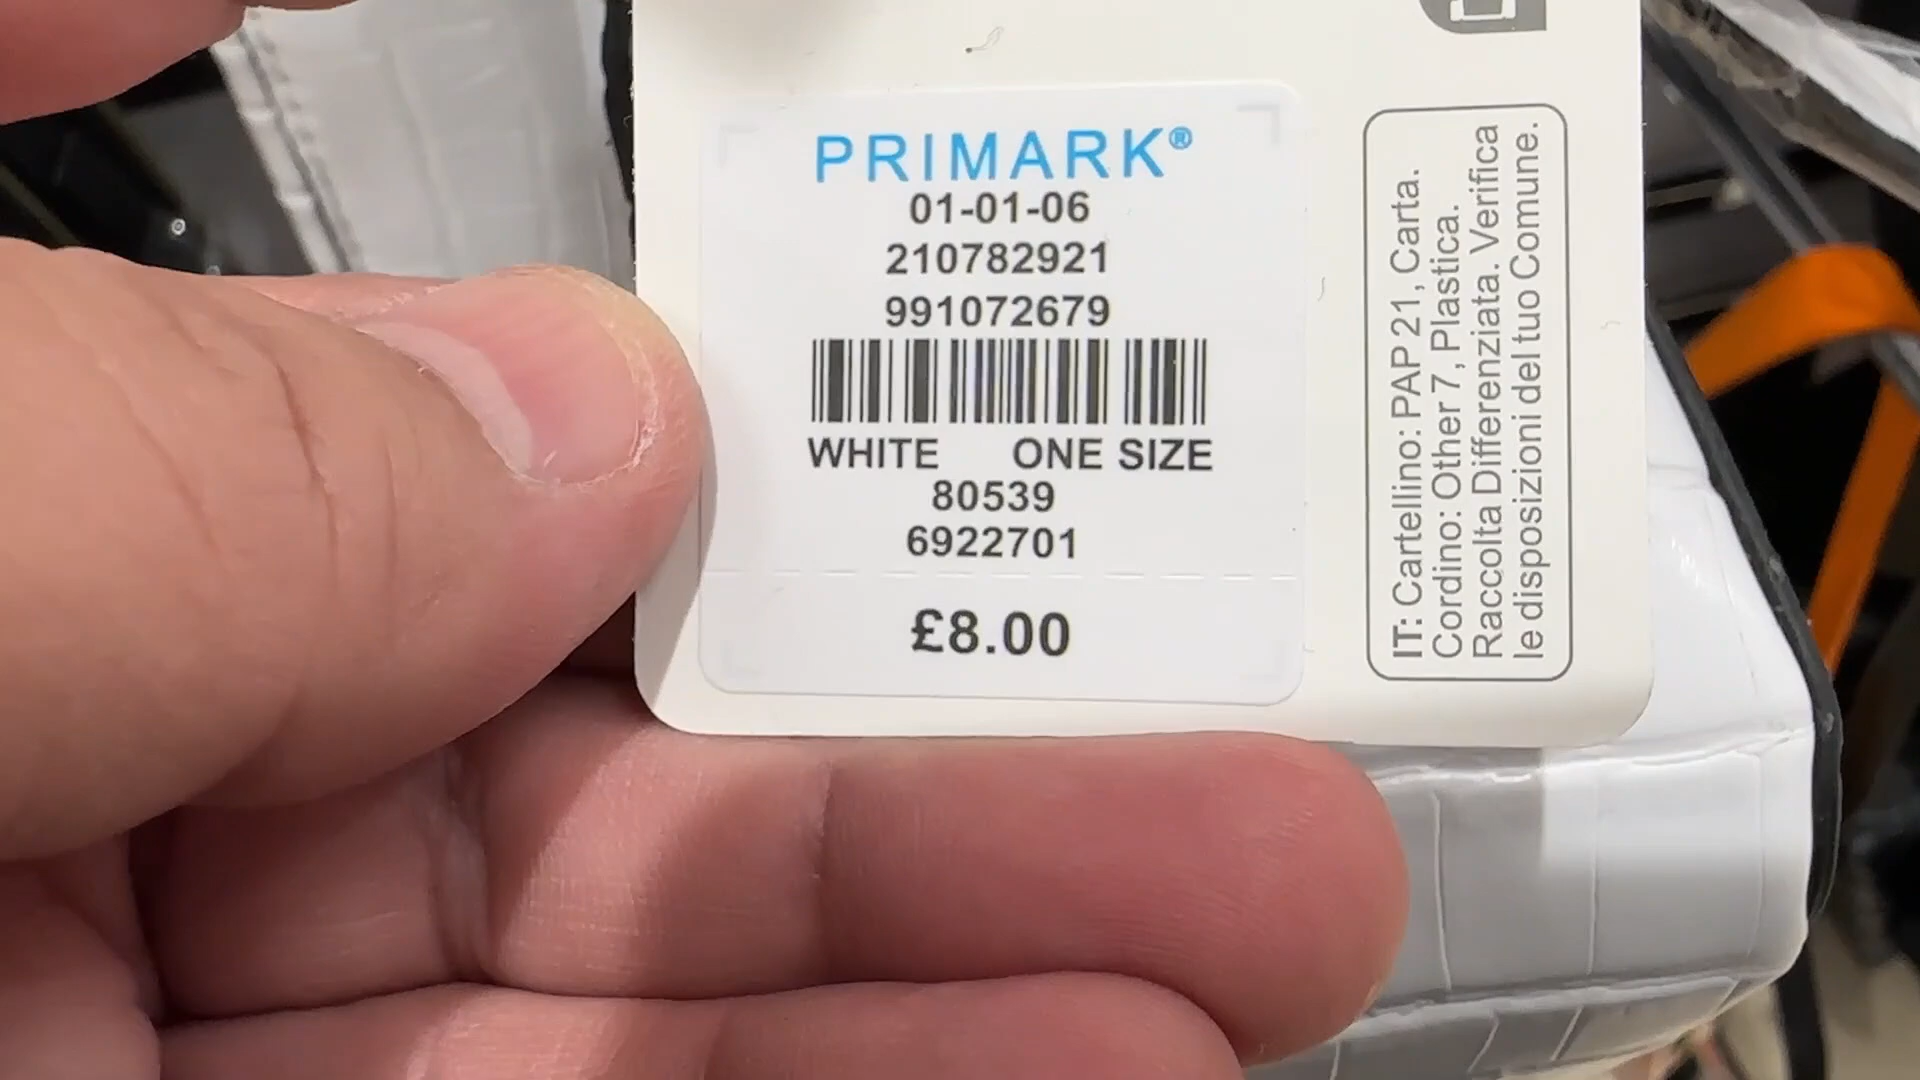 PRIMARK®
01-01-06
210782921
991072679
WHITE ONE SIZE
80539
6922701
£8.00
IT: Cartellino: PAP 21, Carta.
Cordino: Other 7, Plastica.
Raccolta Differenziata. Verifica
le disposizioni del tuo Comune.